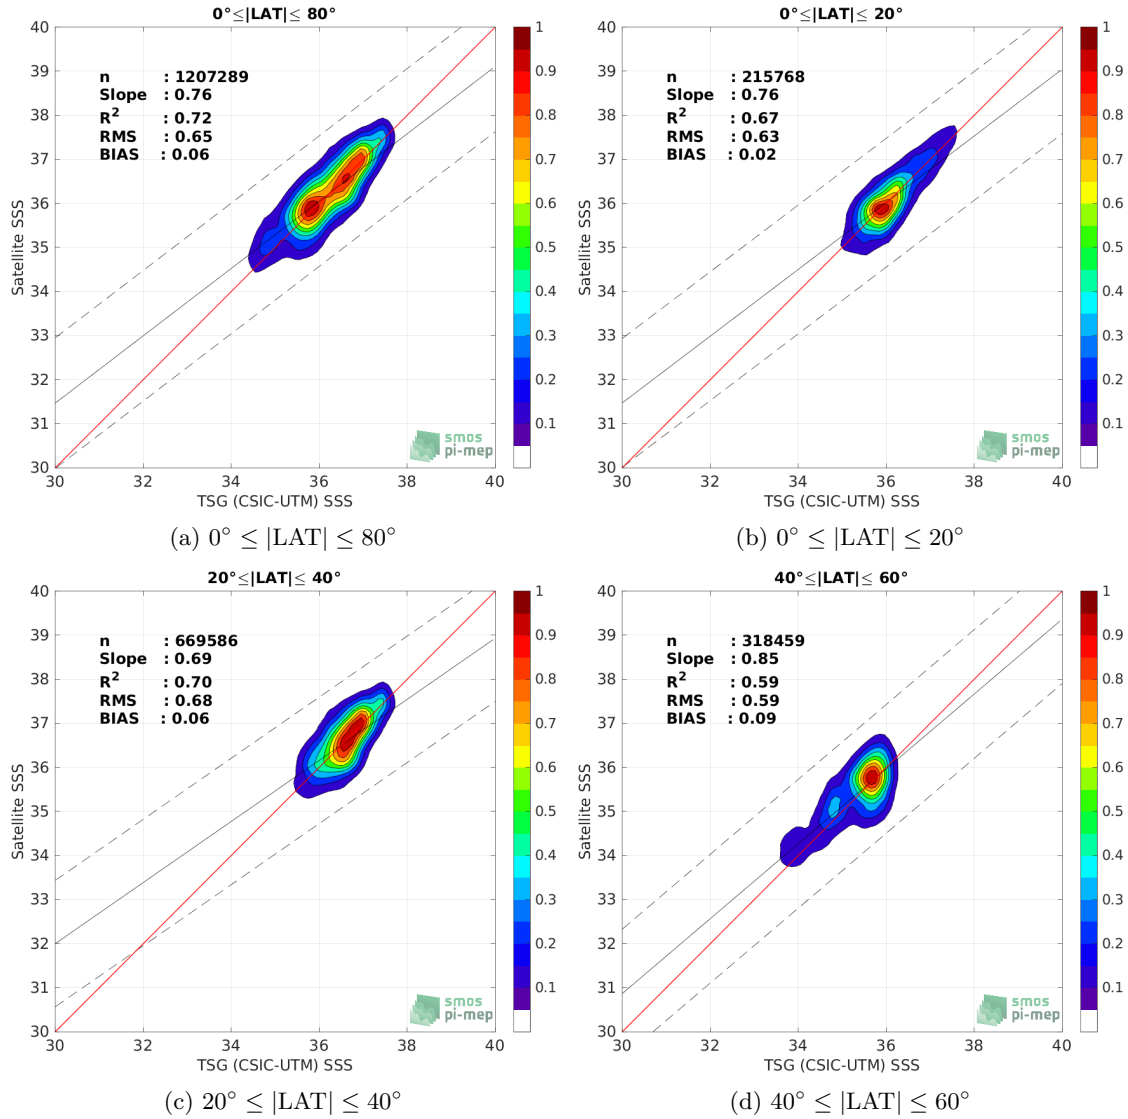 0°≤|LAT|≤ 80°
n : 1207289
Slope : 0.76
R² : 0.72
RMS : 0.65
BIAS : 0.06
40
39
38
37
36
35
34
33
32
31
30
Satellite SSS
30 32 34 36 38 40
TSG (CSIC-UTM) SSS
1
0.9
0.8
0.7
0.6
0.5
0.4
0.3
0.2
0.1
smos
pi-mep
(a) 0° ≤ |LAT| ≤ 80°
0°≤|LAT|≤ 20°
n : 215768
Slope : 0.76
R² : 0.67
RMS : 0.63
BIAS : 0.02
40
39
38
37
36
35
34
33
32
31
30
Satellite SSS
30 32 34 36 38 40
TSG (CSIC-UTM) SSS
1
0.9
0.8
0.7
0.6
0.5
0.4
0.3
0.2
0.1
smos
pi-mep
(b) 0° ≤ |LAT| ≤ 20°
20°≤|LAT|≤ 40°
n : 669586
Slope : 0.69
R² : 0.70
RMS : 0.68
BIAS : 0.06
40
39
38
37
36
35
34
33
32
31
30
Satellite SSS
30 32 34 36 38 40
TSG (CSIC-UTM) SSS
1
0.9
0.8
0.7
0.6
0.5
0.4
0.3
0.2
0.1
smos
pi-mep
(c) 20° ≤ |LAT| ≤ 40°
40°≤|LAT|≤ 60°
n : 318459
Slope : 0.85
R² : 0.59
RMS : 0.59
BIAS : 0.09
40
39
38
37
36
35
34
33
32
31
30
Satellite SSS
30 32 34 36 38 40
TSG (CSIC-UTM) SSS
1
0.9
0.8
0.7
0.6
0.5
0.4
0.3
0.2
0.1
smos
pi-mep
(d) 40° ≤ |LAT| ≤ 60°